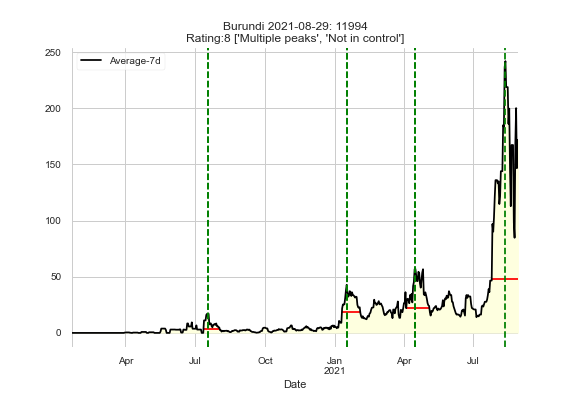 Burundi 2021-08-29: 11994
Rating:8 ['Multiple peaks', 'Not in control']
Average-7d
250
200
150
100
50
0
Apr
Jul
Oct
Jan
2021
Apr
Jul
Date